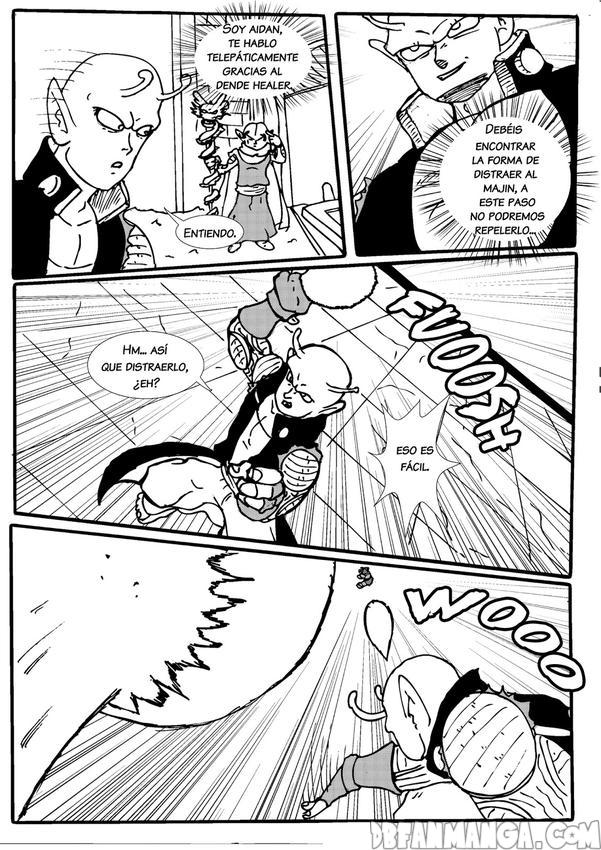 SOY AIDAN,
TE HABLO
TELEPÁTICAMENTE
GRACIAS AL
DENDE HEALER.
ENTIENDO.
DEBÉIS
ENCONTRAR
LA FORMA DE
DISTRAER AL
MAJIN, A
ESTE PASO
NO PODREMOS
REPELERLO...
HM... ASÍ
QUE DISTRAERLO,
¿EH?
FVOOSH
ESO ES
FÁCIL.
WOOO
DBFANMANGA.COM